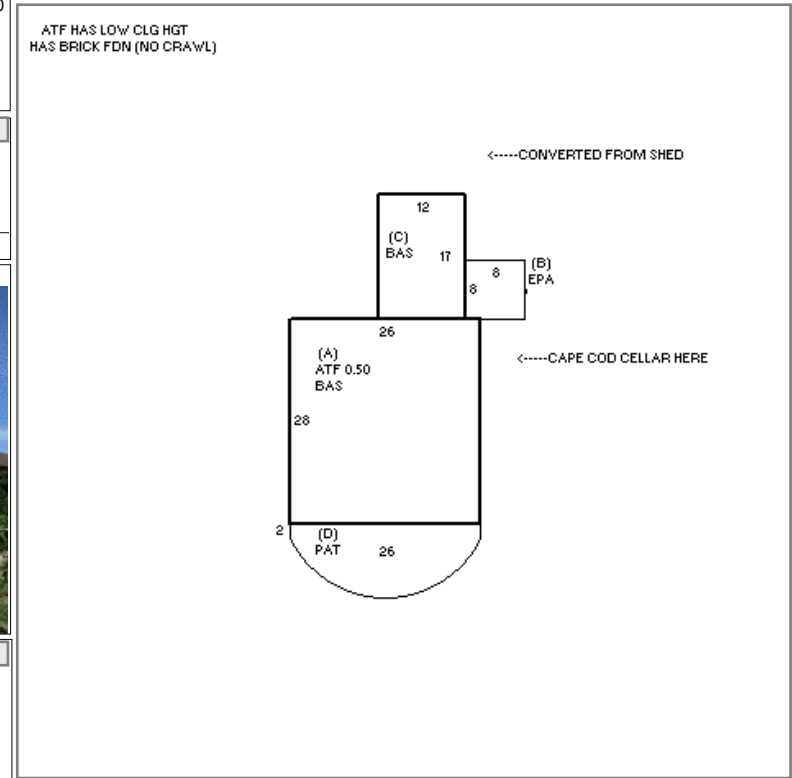 ATF HAS LOW CLG HGT
HAS BRICK FDN (NO CRAWL)
<-----CONVERTED FROM SHED
12
(C)
BAS
17
8
(B)
EPA
8
26
(A)
ATF 0.50
BAS
<-----CAPE COD CELLAR HERE
28
2
(D)
PAT
26